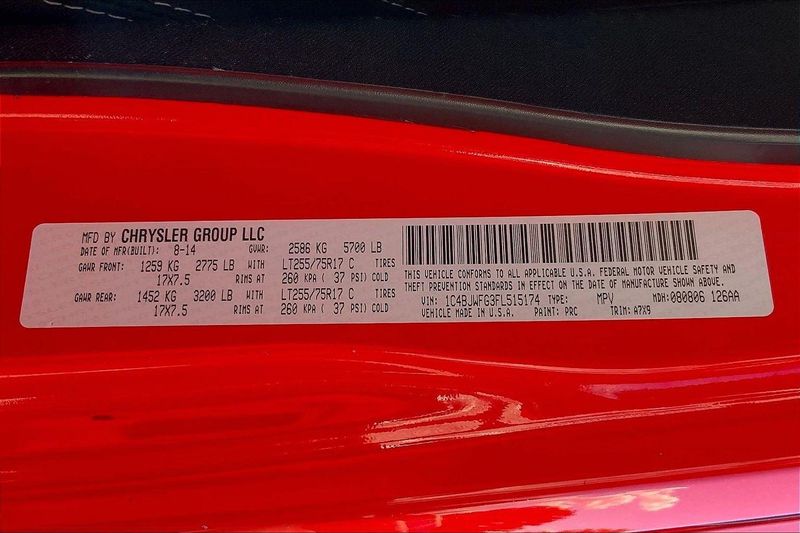 MFD BY CHRYSLER GROUP LLC
DATE OF MFR(BUILT): 8-14 GVWR: 2586 KG 5700 LB
GAWR FRONT: 1259 KG 2775 LB WITH LT255/75R17 C TIRES
17X7.5 RIMS AT 260 KPA ( 37 PSI) COLD
GAWR REAR: 1452 KG 3200 LB WITH LT255/75R17 C TIRES
17X7.5 RIMS AT 260 KPA ( 37 PSI) COLD
THIS VEHICLE CONFORMS TO ALL APPLICABLE U.S.A. FEDERAL MOTOR VEHICLE SAFETY AND
THEFT PREVENTION STANDARDS IN EFFECT ON THE DATE OF MANUFACTURE SHOWN ABOVE.
VIN: 1C4BJWFG3FL515174 TYPE: MPV MDH:080806 126AA
VEHICLE MADE IN U.S.A. PAINT: PRC TRIM: A7X9